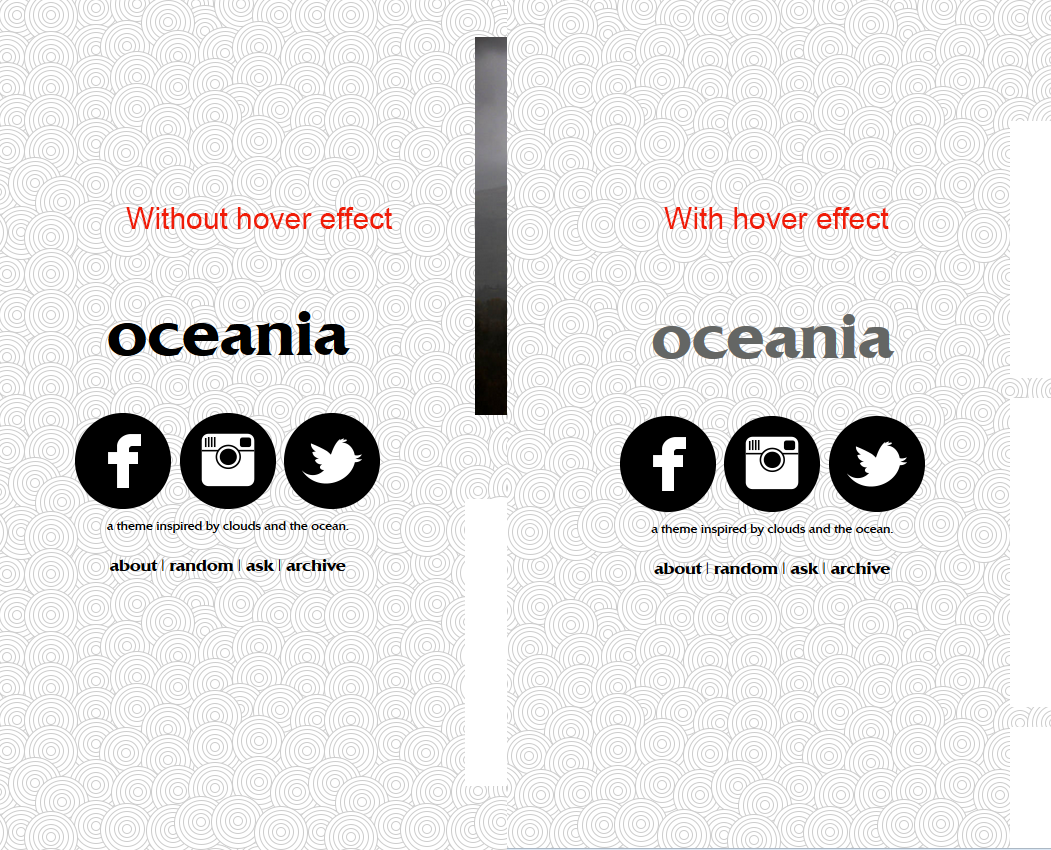 Without hover effect
oceania
a theme inspired by clouds and the ocean.
about | random | ask | archive
With hover effect
oceania
a theme inspired by clouds and the ocean.
about | random | ask | archive